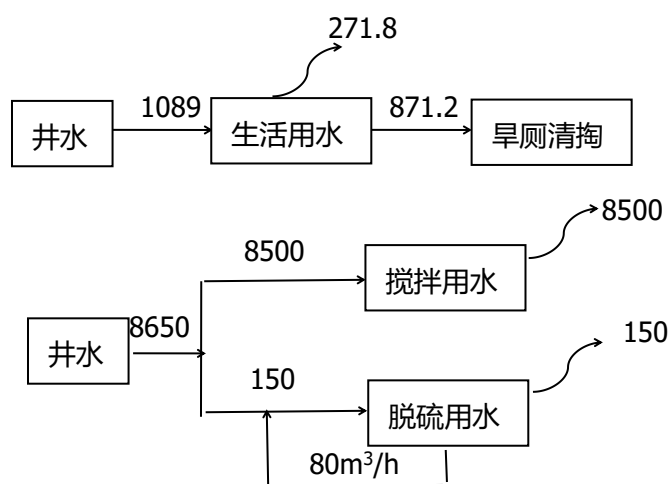 271.8
井水
1089
生活用水
871.2
旱厕清掏
8500
8500
搅拌用水
井水
8650
150
150
脱硫用水
80m³/h